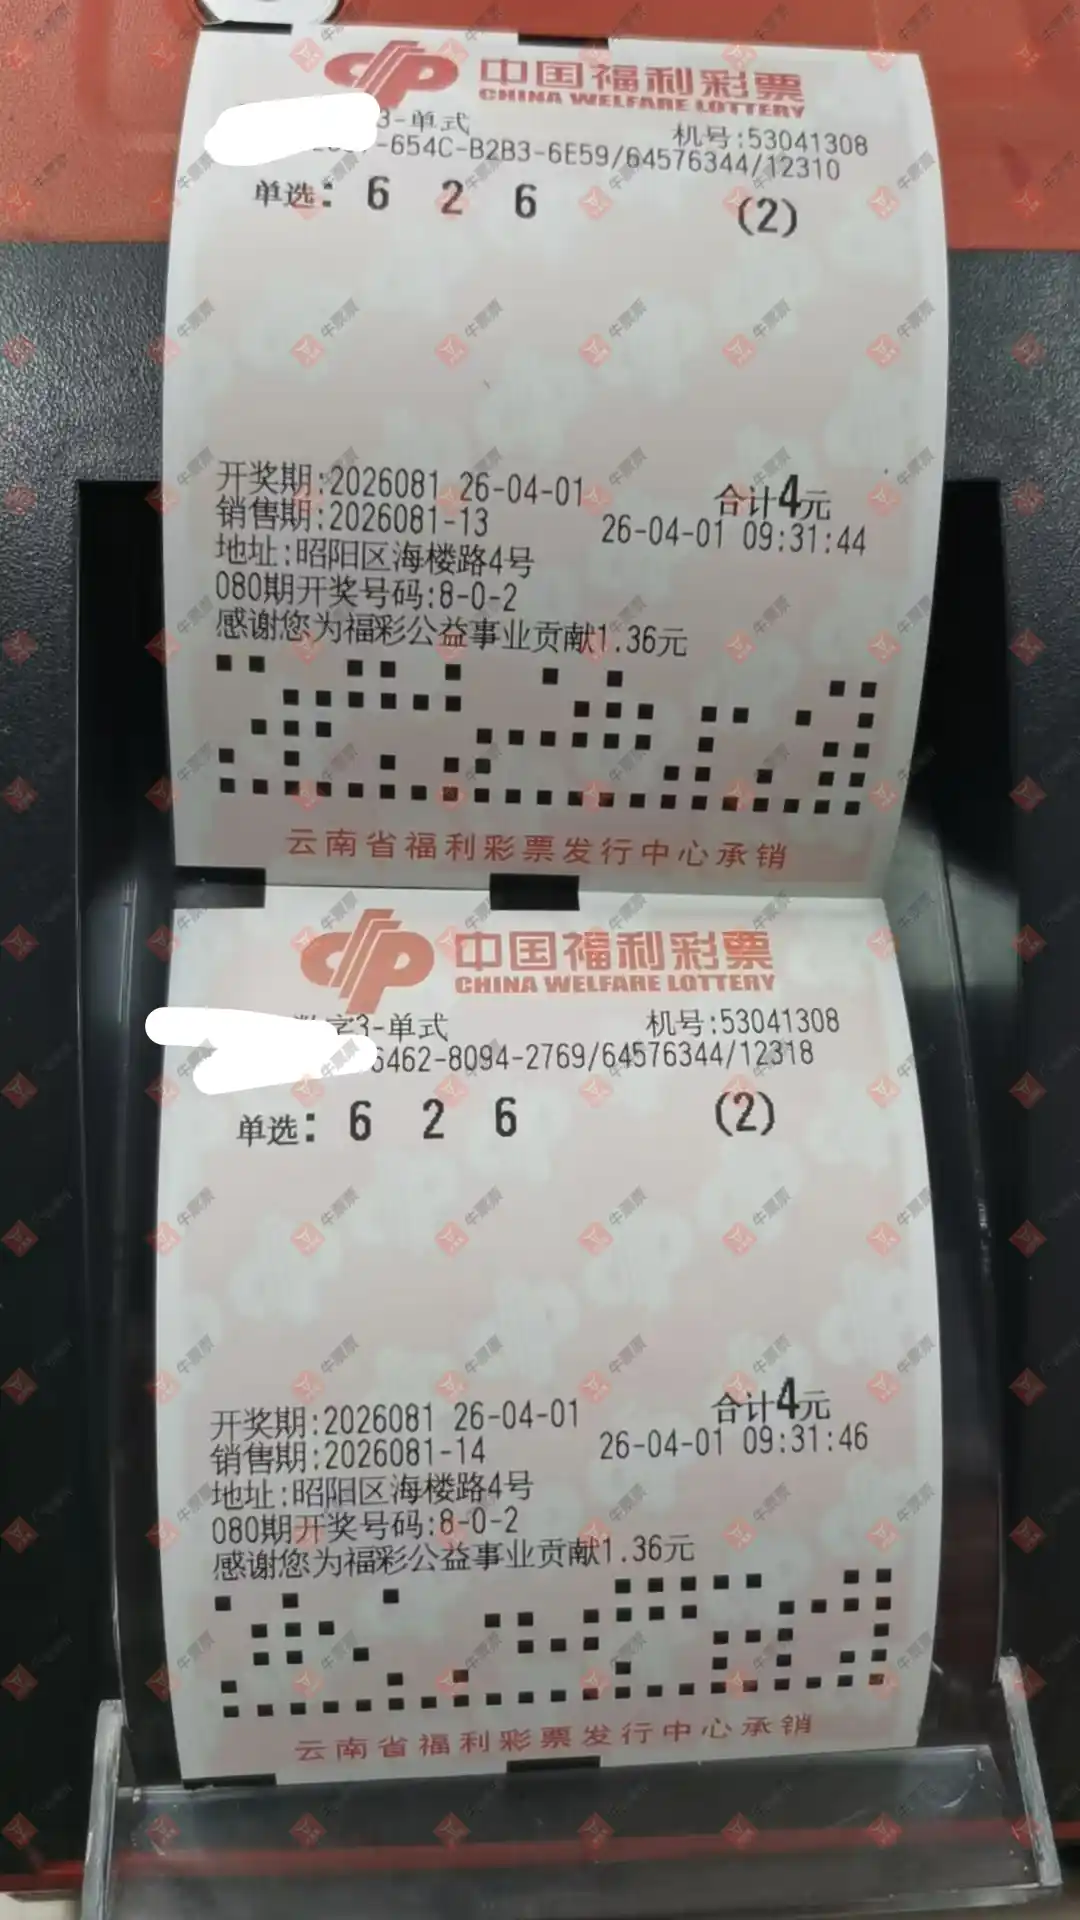 中国福利彩票
CHINA WELFARE LOTTERY
3-单式 机号:53041308
-654C-B2B3-6E59/64576344/12310
单选: 6 2 6 (2)
开奖期:2026081 26-04-01 合计4元
销售期:2026081-13 26-04-01 09:31:44
地址:昭阳区海楼路4号
080期开奖号码:8-0-2
感谢您为福彩公益事业贡献1.36元
云南省福利彩票发行中心承销
中国福利彩票
CHINA WELFARE LOTTERY
数字3-单式 机号:53041308
6462-8094-2769/64576344/12318
单选: 6 2 6 (2)
开奖期:2026081 26-04-01 合计4元
销售期:2026081-14 26-04-01 09:31:46
地址:昭阳区海楼路4号
080期开奖号码:8-0-2
感谢您为福彩公益事业贡献1.36元
云南省福利彩票发行中心承销
牛票票